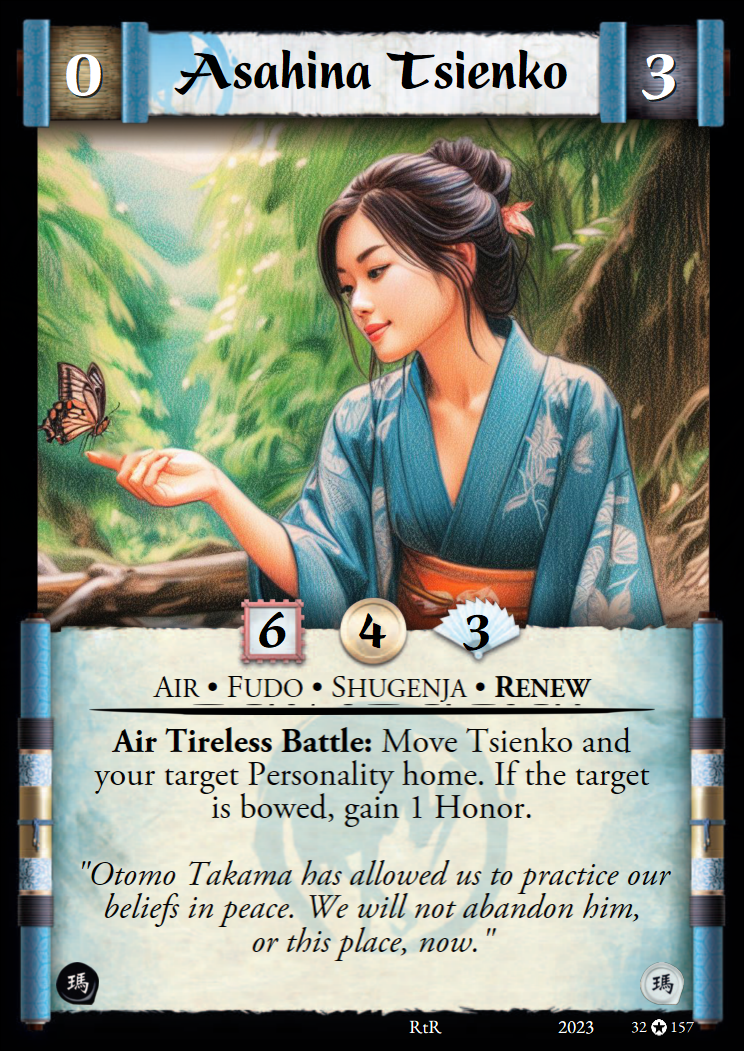 0 Asahina Tsienko 3
6 4 3
AIR • FUDO • SHUGENJA • RENEW
Air Tireless Battle: Move Tsienko and
your target Personality home. If the target
is bowed, gain 1 Honor.
"Otomo Takama has allowed us to practice our
beliefs in peace. We will not abandon him,
or this place, now."
瑪 瑪
RtR 2023 32 ✪ 157